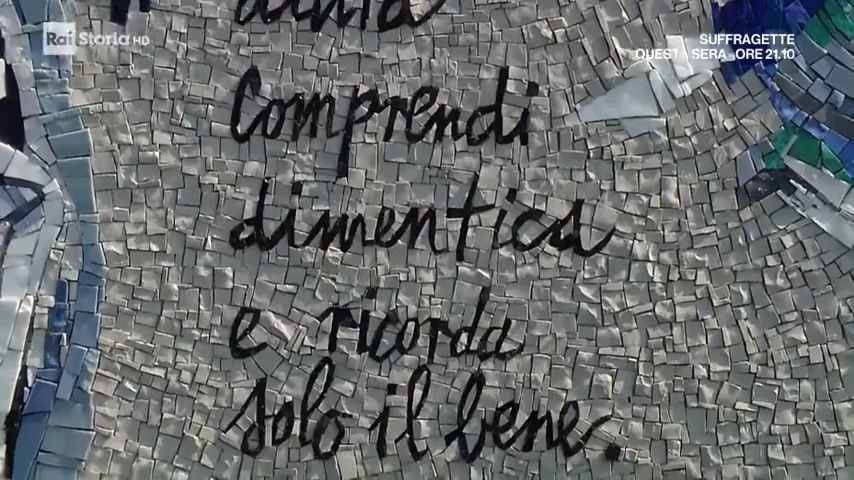 Rai Storia HD
SUFFRAGETTE
QUESTA SERA ORE 21.10
Comprendi
dimentica
e ricorda
solo il bene.